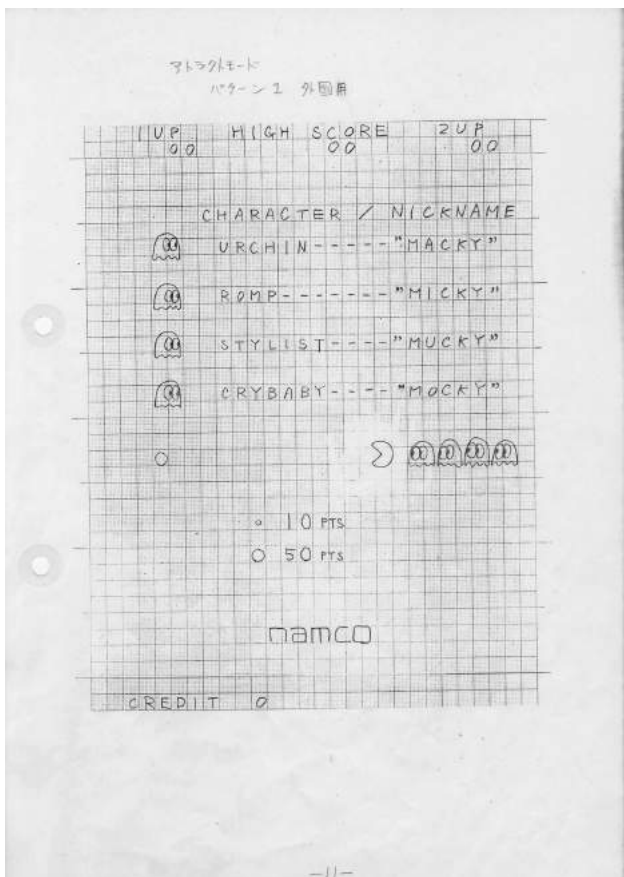 アトラクトモード
パターン1 外国用
1UP HIGH SCORE 2UP
00 00 00
CHARACTER / NICKNAME
URCHIN-----"MACKY"
ROMP-------"MICKY"
STYLIST----"MUCKY"
CRYBABY----"MOCKY"
10 PTS
50 PTS
namco
CREDIT 0
-11-